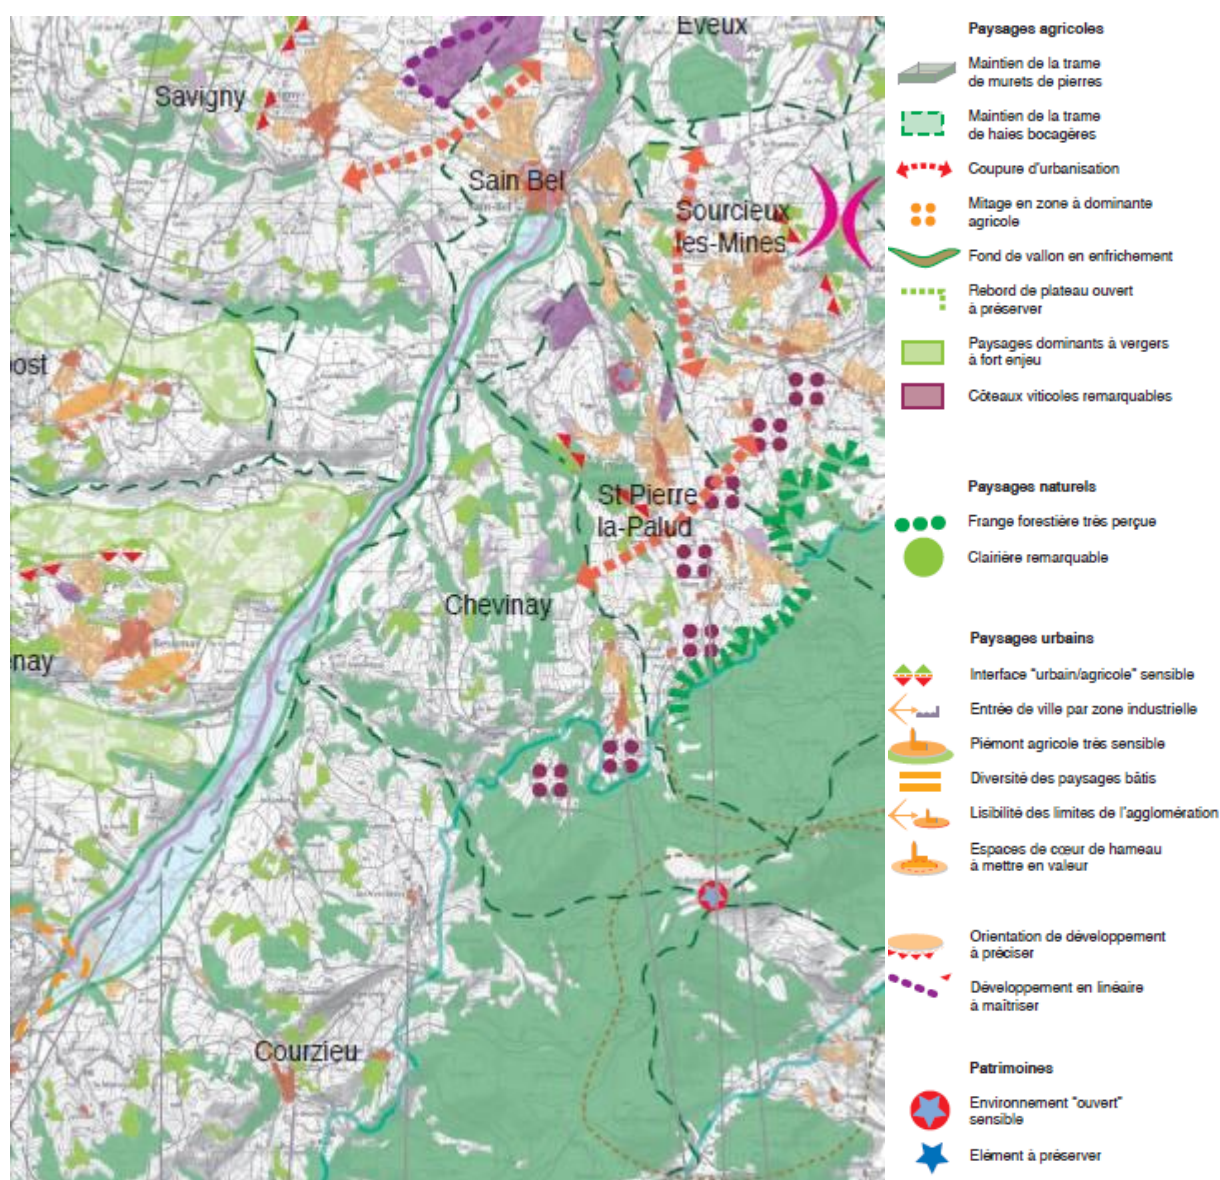 Eveux
Savigny
Sain Bel
Sourcieux
les-Mines
ost
St Pierre
la-Palud
Chevinay
enay
Courzieu
Paysages agricoles
Maintien de la trame
de murets de pierres
Maintien de la trame
de haies bocagères
Coupure d'urbanisation
Mitage en zone à dominante
agricole
Fond de vallon en enfrichement
Rebord de plateau ouvert
à préserver
Paysages dominants à vergers
à fort enjeu
Côteaux viticoles remarquables
Paysages naturels
Frange forestière très perçue
Clairière remarquable
Paysages urbains
Interface "urbain/agricole" sensible
Entrée de ville par zone industrielle
Piémont agricole très sensible
Diversité des paysages bâtis
Lisibilité des limites de l'agglomération
Espaces de cœur de hameau
à mettre en valeur
Orientation de développement
à préciser
Développement en linéaire
à maîtriser
Patrimoines
Environnement "ouvert"
sensible
Elément à préserver